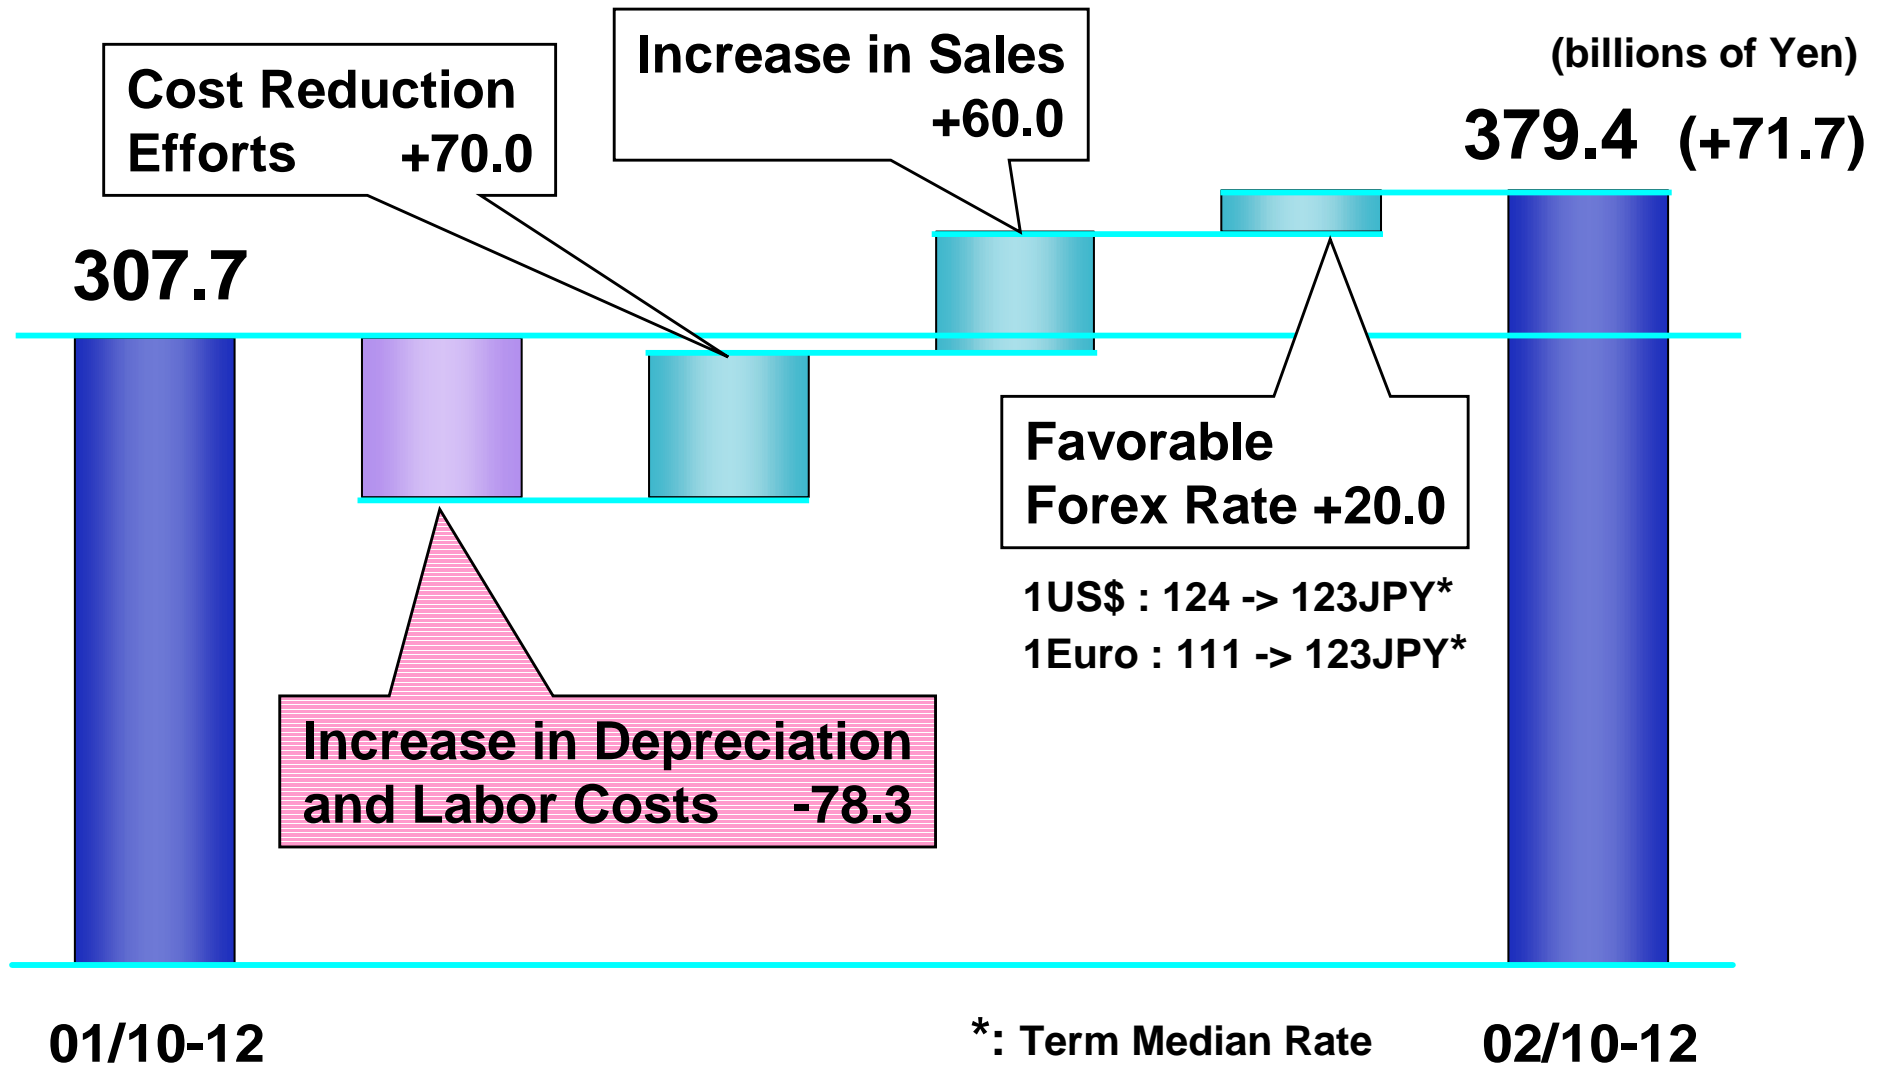 (billions of Yen)
Cost Reduction
Efforts +70.0
Increase in Sales
+60.0
379.4 (+71.7)
307.7
Favorable
Forex Rate +20.0
1US$ : 124 -> 123JPY*
1Euro : 111 -> 123JPY*
Increase in Depreciation
and Labor Costs -78.3
01/10-12
*: Term Median Rate
02/10-12